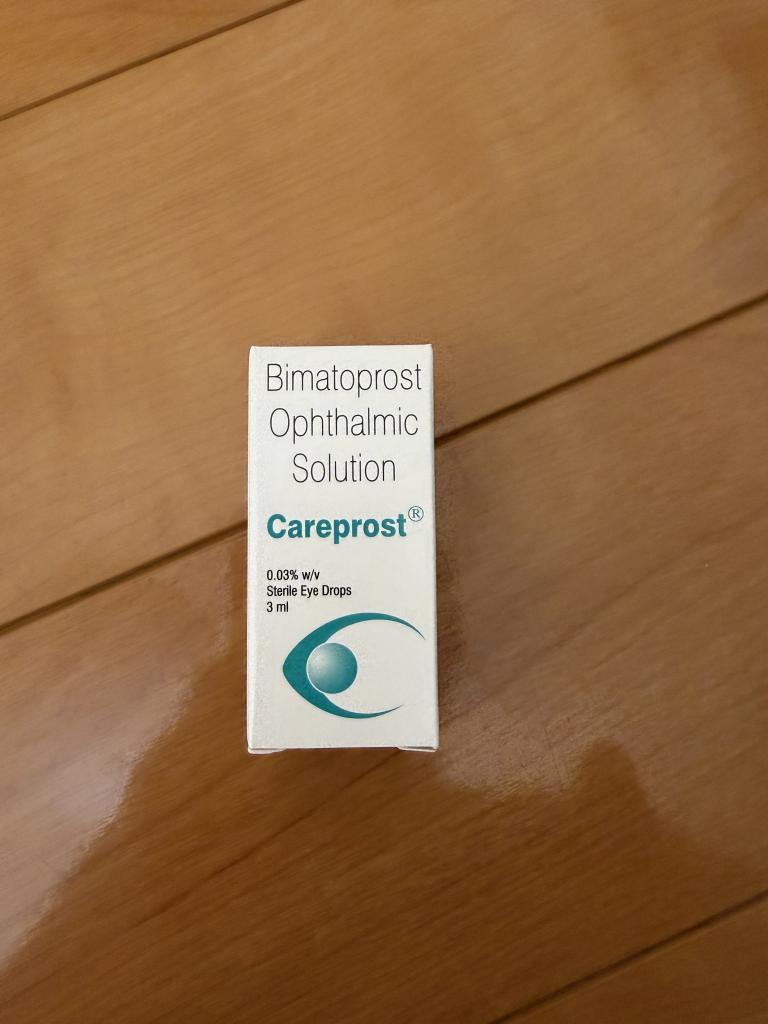 Bimatoprost
Ophthalmic
Solution
Careprost®
0.03% w/v
Sterile Eye Drops
3 ml